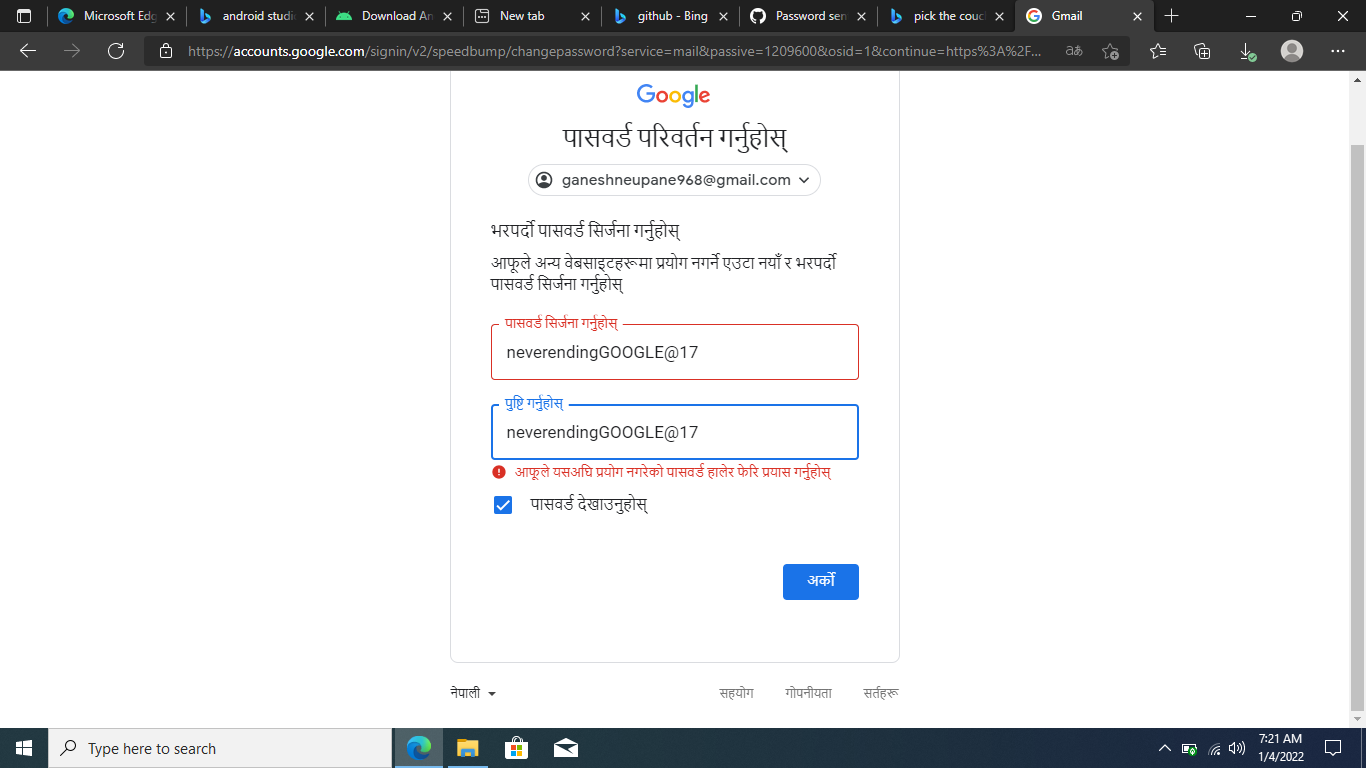 Microsoft Edg
android studi
Download An
New tab
github - Bing
Password sen
pick the couc
Gmail
https://accounts.google.com/signin/v2/speedbump/changepassword?service=mail&passive=1209600&osid=1&continue=https%3A%2F...
Google
पासवर्ड परिवर्तन गर्नुहोस्
ganeshneupane968@gmail.com
भरपर्दो पासवर्ड सिर्जना गर्नुहोस्
आफूले अन्य वेबसाइटहरूमा प्रयोग नगर्ने एउटा नयाँ र भरपर्दो
पासवर्ड सिर्जना गर्नुहोस्
पासवर्ड सिर्जना गर्नुहोस्
neverendingGOOGLE@17
पुष्टि गर्नुहोस्
neverendingGOOGLE@17
आफूले यसअघि प्रयोग नगरेको पासवर्ड हालेर फेरि प्रयास गर्नुहोस्
पासवर्ड देखाउनुहोस्
अर्को
नेपाली सहयोग गोपनीयता सर्तहरू
Type here to search
7:21 AM
1/4/2022